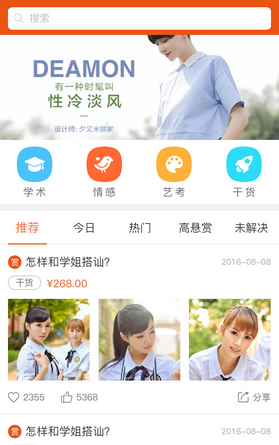 搜索
DEAMON
有一种时髦叫
性冷淡风
设计师：夕又米独家
学术 情感 艺考 干货
推荐 今日 热门 高悬赏 未解决
赏 怎样和学姐搭讪? 2016-08-08
干货 ¥268.00
2355 5368 分享
赏 怎样和学姐搭讪? 2016-08-08